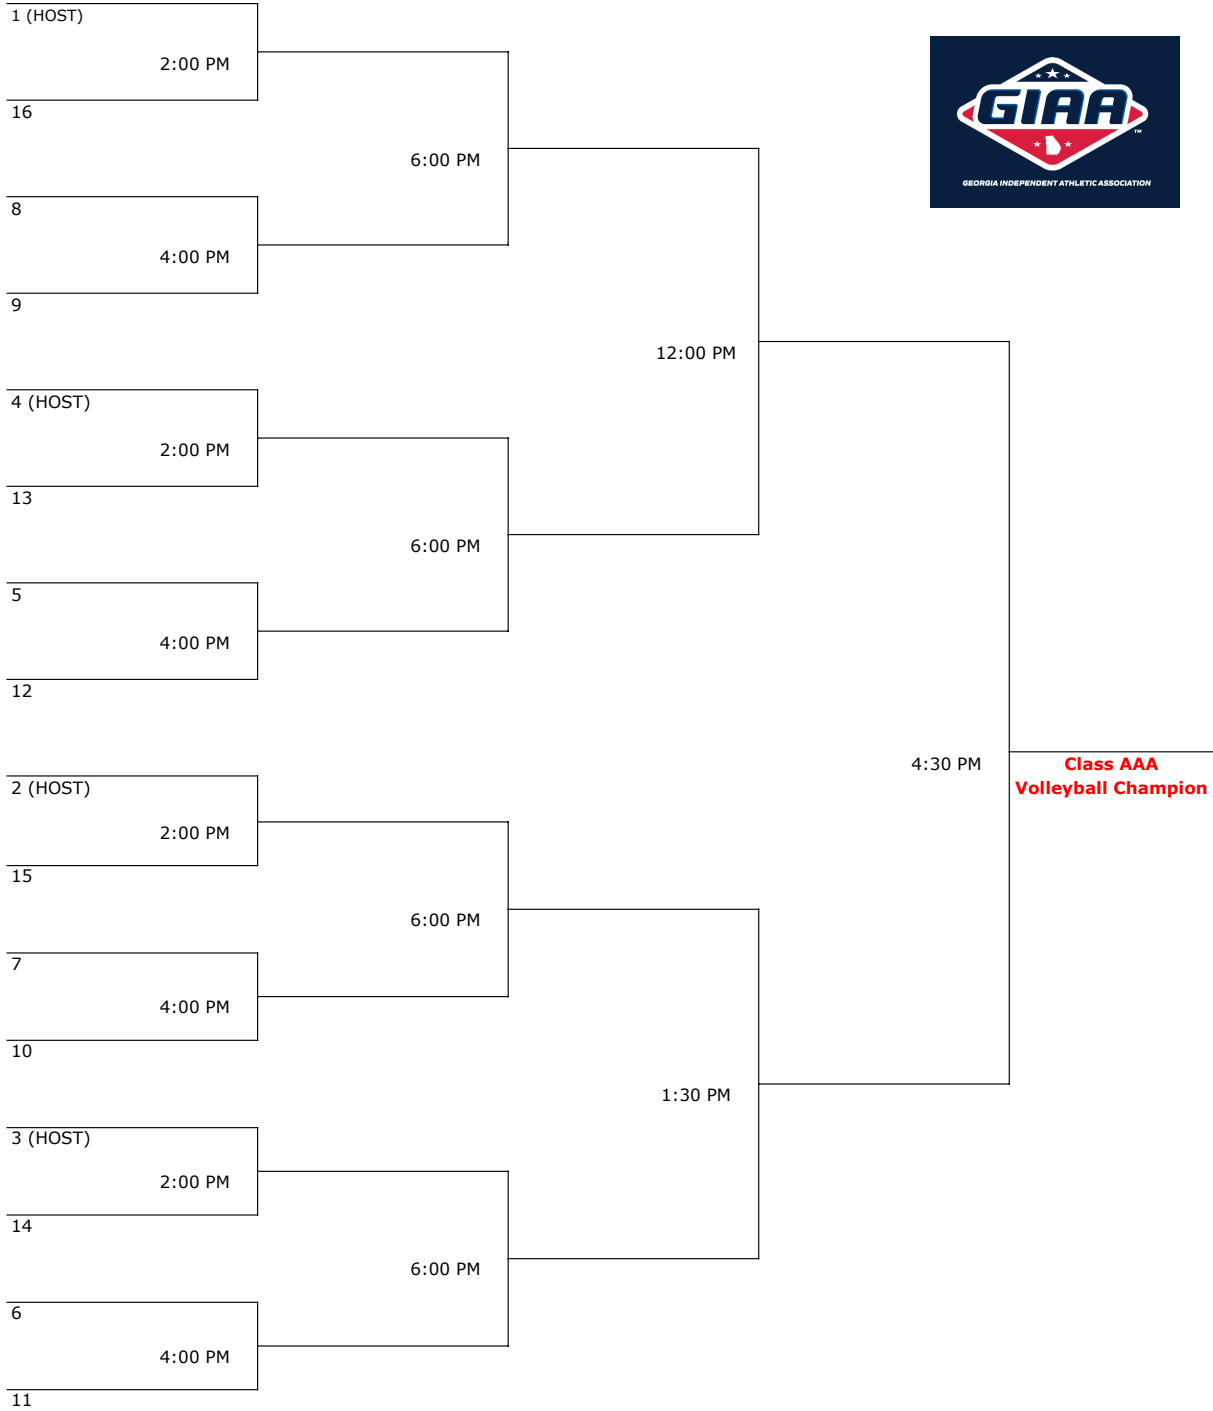 1 (HOST)
2:00 PM
16
6:00 PM
8
4:00 PM
9
12:00 PM
4 (HOST)
2:00 PM
13
6:00 PM
5
4:00 PM
12
GIAA
TM
GEORGIA INDEPENDENT ATHLETIC ASSOCIATION
4:30 PM
Class AAA
Volleyball Champion
2 (HOST)
2:00 PM
15
6:00 PM
7
4:00 PM
10
1:30 PM
3 (HOST)
2:00 PM
14
6:00 PM
6
4:00 PM
11